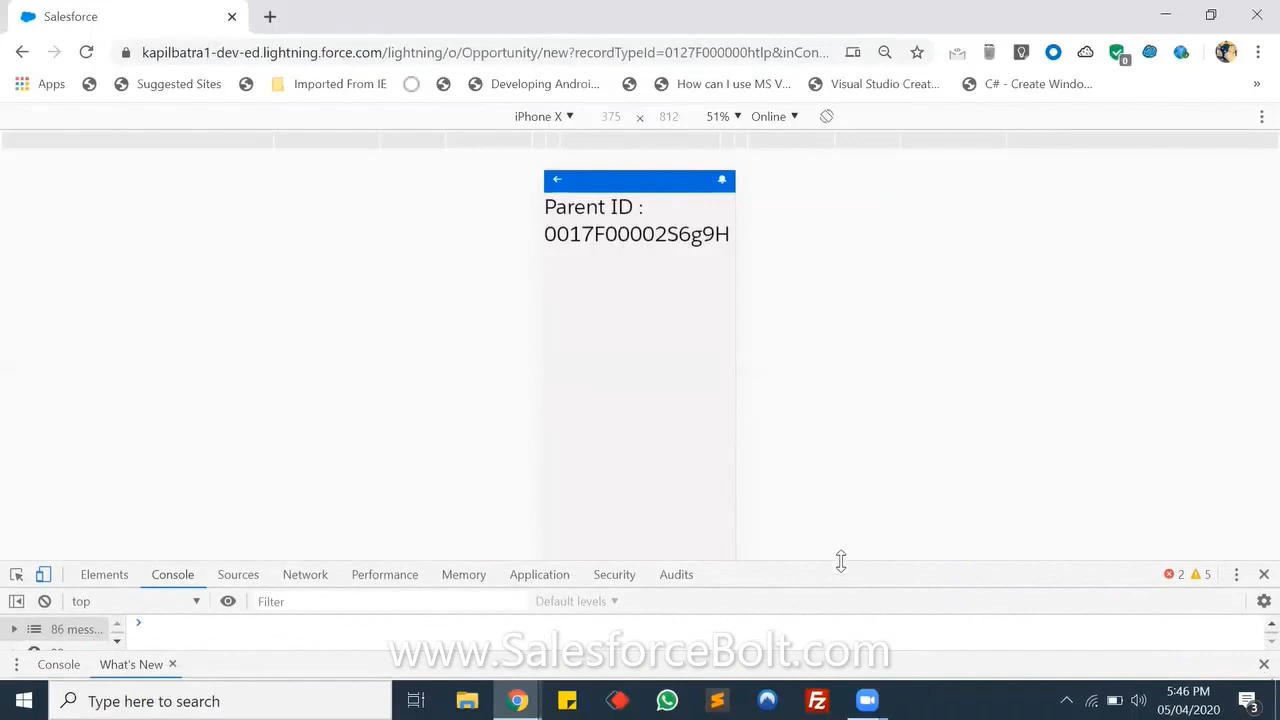 Salesforce
kapilbatra1-dev-ed.lightning.force.com/lightning/o/Opportunity/new?recordTypeId=0127F000000htlp&inCon...
Apps Suggested Sites Imported From IE Developing Androi... How can I use MS V... Visual Studio Creat... C# - Create Windo... »
iPhone X 375 x 812 51% Online
Parent ID :
0017F00002S6g9H
Elements Console Sources Network Performance Memory Application Security Audits 2 5
top Filter Default levels
86 mess...
www.SalesforceBolt.com
Console What's New
Type here to search
5:46 PM
05/04/2020
3
0